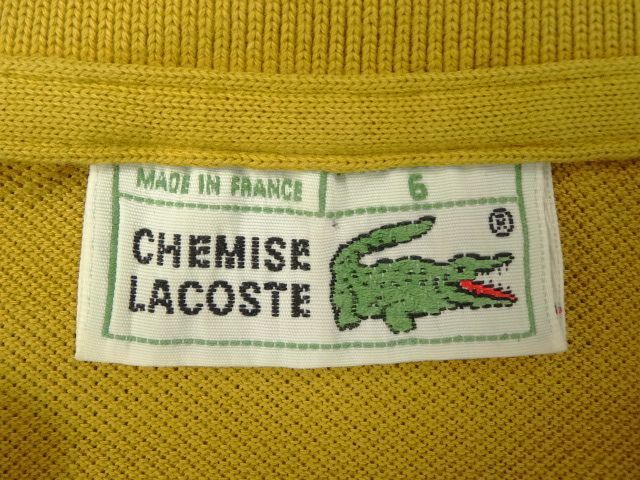 MADE IN FRANCE 6
CHEMISE
LACOSTE
®